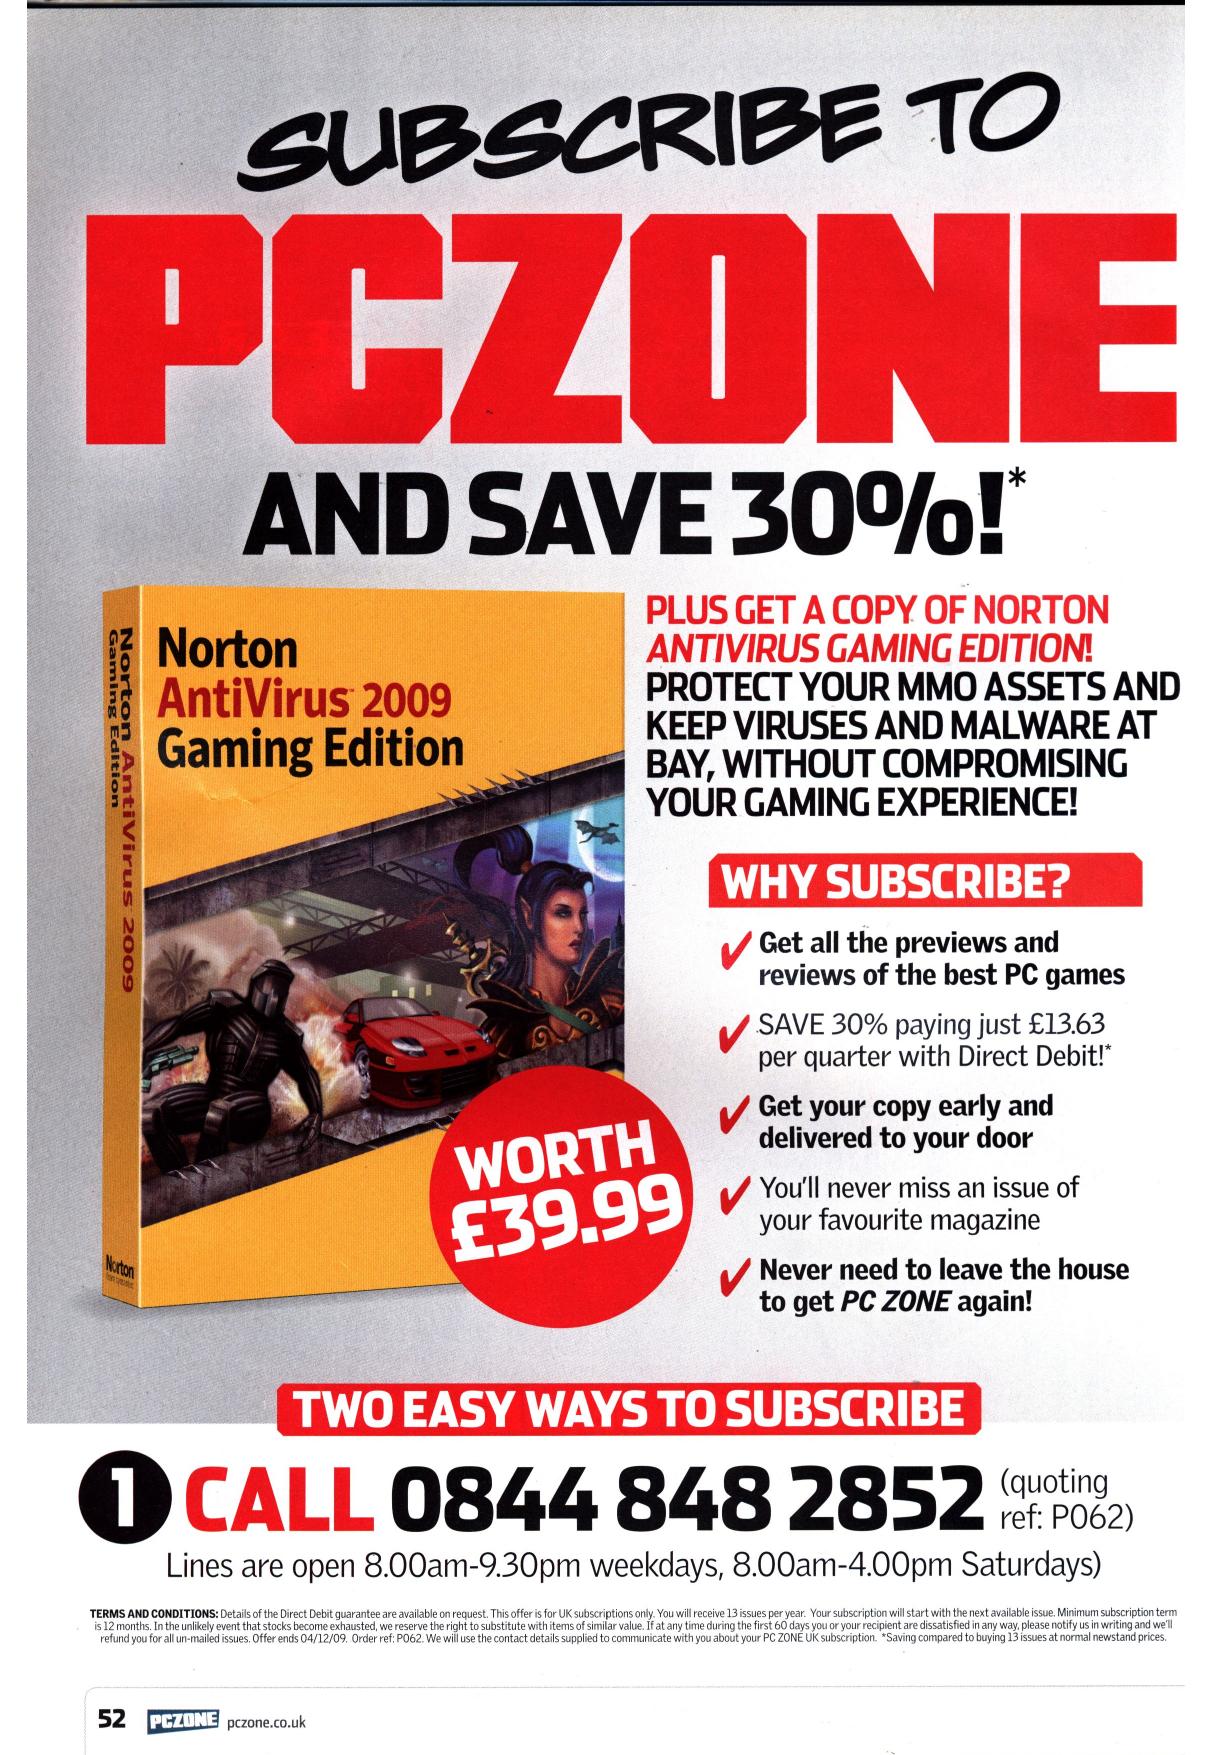 SUBSCRIBE TO
PCZONE
AND SAVE 30%!*
PLUS GET A COPY OF NORTON
ANTIVIRUS GAMING EDITION!
PROTECT YOUR MMO ASSETS AND
KEEP VIRUSES AND MALWARE AT
BAY, WITHOUT COMPROMISING
YOUR GAMING EXPERIENCE!
Norton
AntiVirus™ 2009
Gaming Edition
Norton AntiVirus 2009
Gaming Edition
Norton
WORTH
£39.99
WHY SUBSCRIBE?
Get all the previews and
reviews of the best PC games
SAVE 30% paying just £13.63
per quarter with Direct Debit!*
Get your copy early and
delivered to your door
You'll never miss an issue of
your favourite magazine
Never need to leave the house
to get PC ZONE again!
TWO EASY WAYS TO SUBSCRIBE
1 CALL 0844 848 2852 (quoting
ref: P062)
Lines are open 8.00am-9.30pm weekdays, 8.00am-4.00pm Saturdays)
TERMS AND CONDITIONS: Details of the Direct Debit guarantee are available on request. This offer is for UK subscriptions only. You will receive 13 issues per year. Your subscription will start with the next available issue. Minimum subscription term
is 12 months. In the unlikely event that stocks become exhausted, we reserve the right to substitute with items of similar value. If at any time during the first 60 days you or your recipient are dissatisfied in any way, please notify us in writing and we'll
refund you for all un-mailed issues. Offer ends 04/12/09. Order ref: P062. We will use the contact details supplied to communicate with you about your PC ZONE UK subscription. *Saving compared to buying 13 issues at normal newstand prices.
52 PCZONE pczone.co.uk